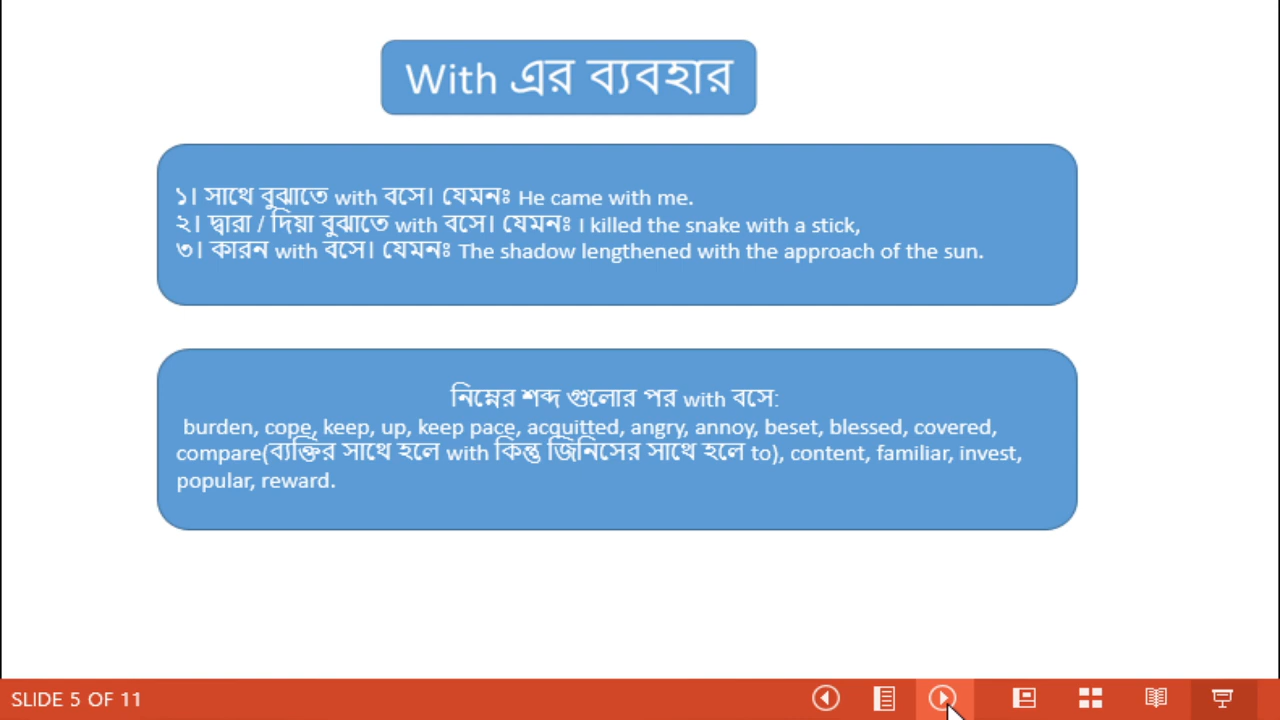 With এর ব্যবহার
১। সাথে বুঝাতে with বসে। যেমনঃ He came with me.
২। দ্বারা / দিয়া বুঝাতে with বসে। যেমনঃ I killed the snake with a stick,
৩। কারন with বসে। যেমনঃ The shadow lengthened with the approach of the sun.
নিম্নের শব্দ গুলোর পর with বসে:
burden, cope, keep, up, keep pace, acquitted, angry, annoy, beset, blessed, covered,
compare(ব্যক্তির সাথে হলে with কিন্তু জিনিসের সাথে হলে to), content, familiar, invest,
popular, reward.
SLIDE 5 OF 11